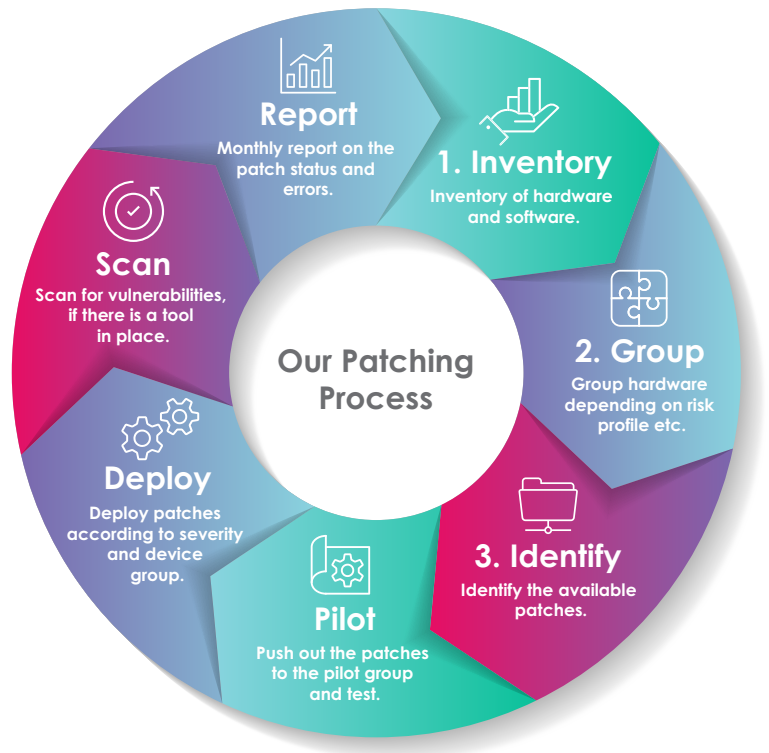 Our Patching
Process
1. Inventory
Inventory of hardware
and software.
2. Group
Group hardware
depending on risk
profile etc.
3. Identify
Identify the available
patches.
Pilot
Push out the patches
to the pilot group
and test.
Deploy
Deploy patches
according to severity
and device
group.
Scan
Scan for vulnerabilities,
if there is a tool
in place.
Report
Monthly report on the
patch status and
errors.